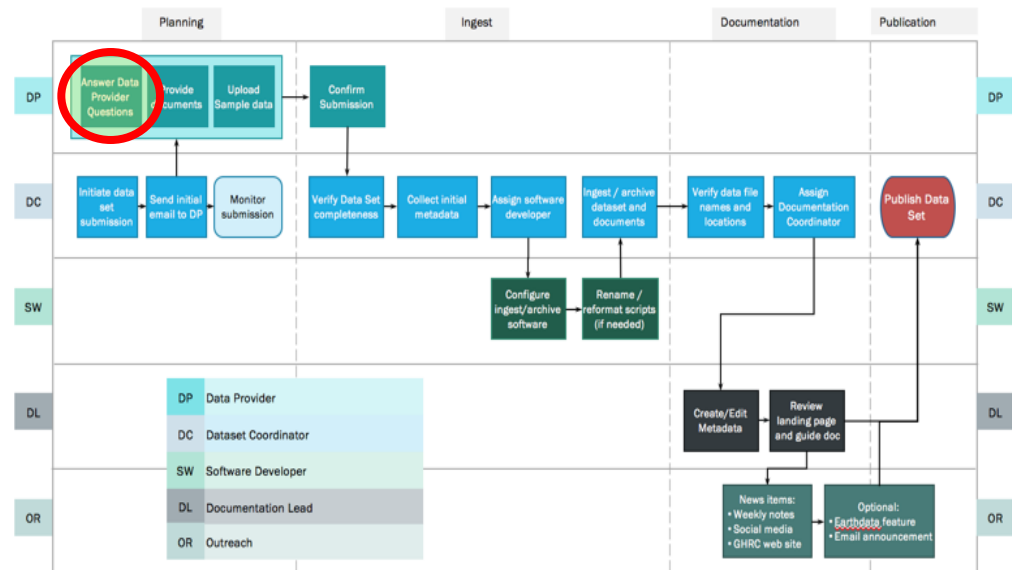 Planning
Ingest
Documentation
Publication
DP
Answer Data
Provider
Questions
Provide
documents
Upload
Sample data
Confirm
Submission
DP
DC
Initiate data
set
submission
Send initial
email to DP
Monitor
submission
Verify Data Set
completeness
Collect initial
metadata
Assign software
developer
Ingest / archive
dataset and
documents
Verify data file
names and
locations
Assign
Documentation
Coordinator
Publish Data
Set
DC
SW
Configure
ingest/archive
software
Rename /
reformat scripts
(if needed)
SW
DL
Create/Edit
Metadata
Review
landing page
and guide doc
DL
DP Data Provider
DC Dataset Coordinator
SW Software Developer
DL Documentation Lead
OR Outreach
OR
News items:
• Weekly notes
• Social media
• GHRC web site
Optional:
• Earthdata feature
• Email announcement
OR